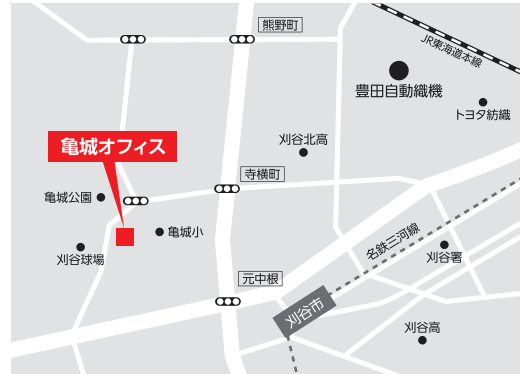 熊野町
JR東海道本線
豊田自動織機
トヨタ紡織
亀城オフィス
刈谷北高
寺横町
亀城公園
亀城小
刈谷球場
名鉄三河線
刈谷署
元中根
刈谷市
刈谷高